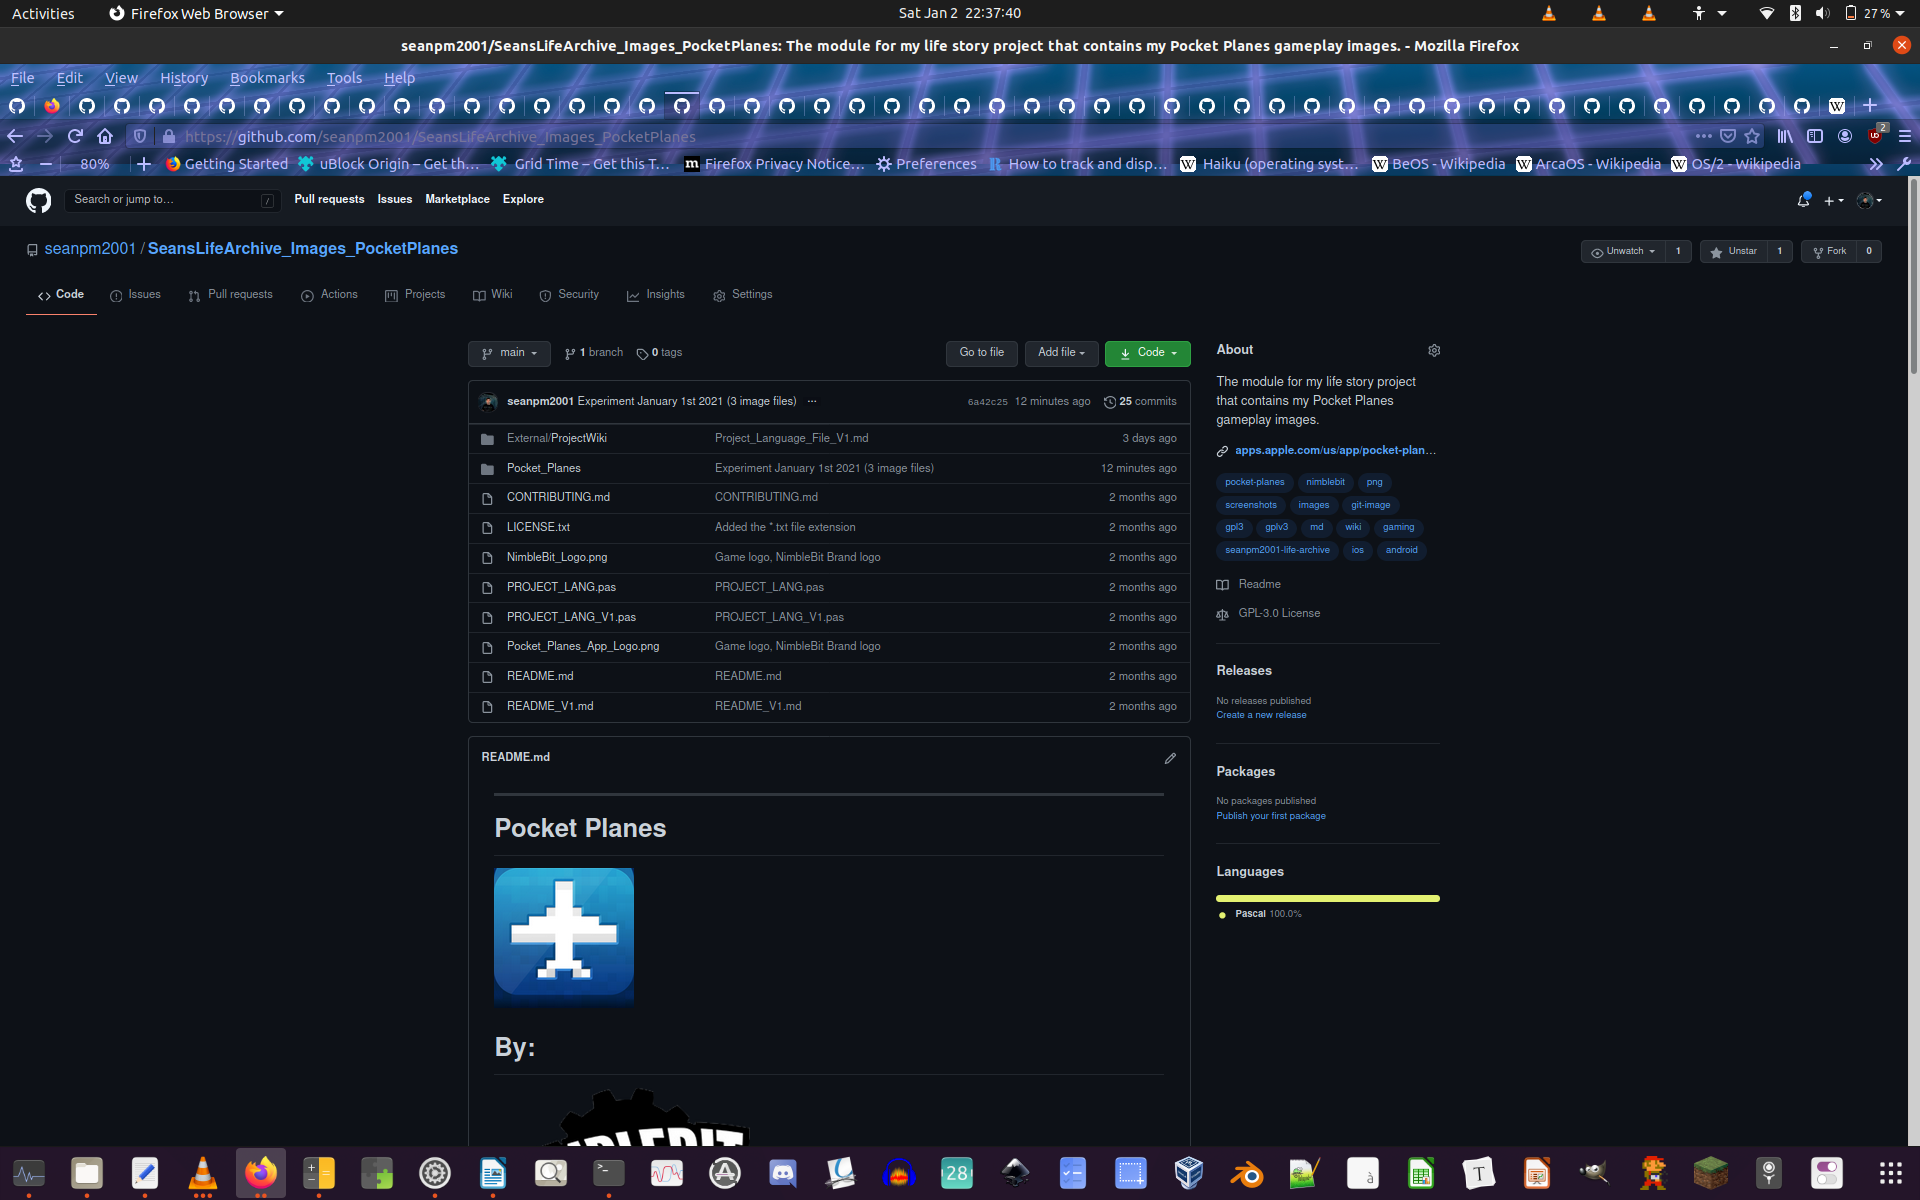 Activities Firefox Web Browser Sat Jan 2 22:37:40 27 %
seanpm2001/SeansLifeArchive_Images_PocketPlanes: The module for my life story project that contains my Pocket Planes gameplay images. - Mozilla Firefox
File Edit View History Bookmarks Tools Help
https://github.com/seanpm2001/SeansLifeArchive_Images_PocketPlanes 2
80% Getting Started uBlock Origin – Get th… Grid Time – Get this T… Firefox Privacy Notice… Preferences How to track and disp… Haiku (operating syst… BeOS - Wikipedia ArcaOS - Wikipedia OS/2 - Wikipedia
Search or jump to… / Pull requests Issues Marketplace Explore
seanpm2001 / SeansLifeArchive_Images_PocketPlanes Unwatch 1 Unstar 1 Fork 0
Code Issues Pull requests Actions Projects Wiki Security Insights Settings
main 1 branch 0 tags Go to file Add file Code
seanpm2001 Experiment January 1st 2021 (3 image files) ... 6a42c25 12 minutes ago 25 commits
External/ProjectWiki Project_Language_File_V1.md 3 days ago
Pocket_Planes Experiment January 1st 2021 (3 image files) 12 minutes ago
CONTRIBUTING.md CONTRIBUTING.md 2 months ago
LICENSE.txt Added the *.txt file extension 2 months ago
NimbleBit_Logo.png Game logo, NimbleBit Brand logo 2 months ago
PROJECT_LANG.pas PROJECT_LANG.pas 2 months ago
PROJECT_LANG_V1.pas PROJECT_LANG_V1.pas 2 months ago
Pocket_Planes_App_Logo.png Game logo, NimbleBit Brand logo 2 months ago
README.md README.md 2 months ago
README_V1.md README_V1.md 2 months ago
README.md
Pocket Planes
By:
About
The module for my life story project
that contains my Pocket Planes
gameplay images.
apps.apple.com/us/app/pocket-plan…
pocket-planes nimblebit png
screenshots images git-image
gpl3 gplv3 md wiki gaming
seanpm2001-life-archive ios android
Readme
GPL-3.0 License
Releases
No releases published
Create a new release
Packages
No packages published
Publish your first package
Languages
Pascal 100.0%
28